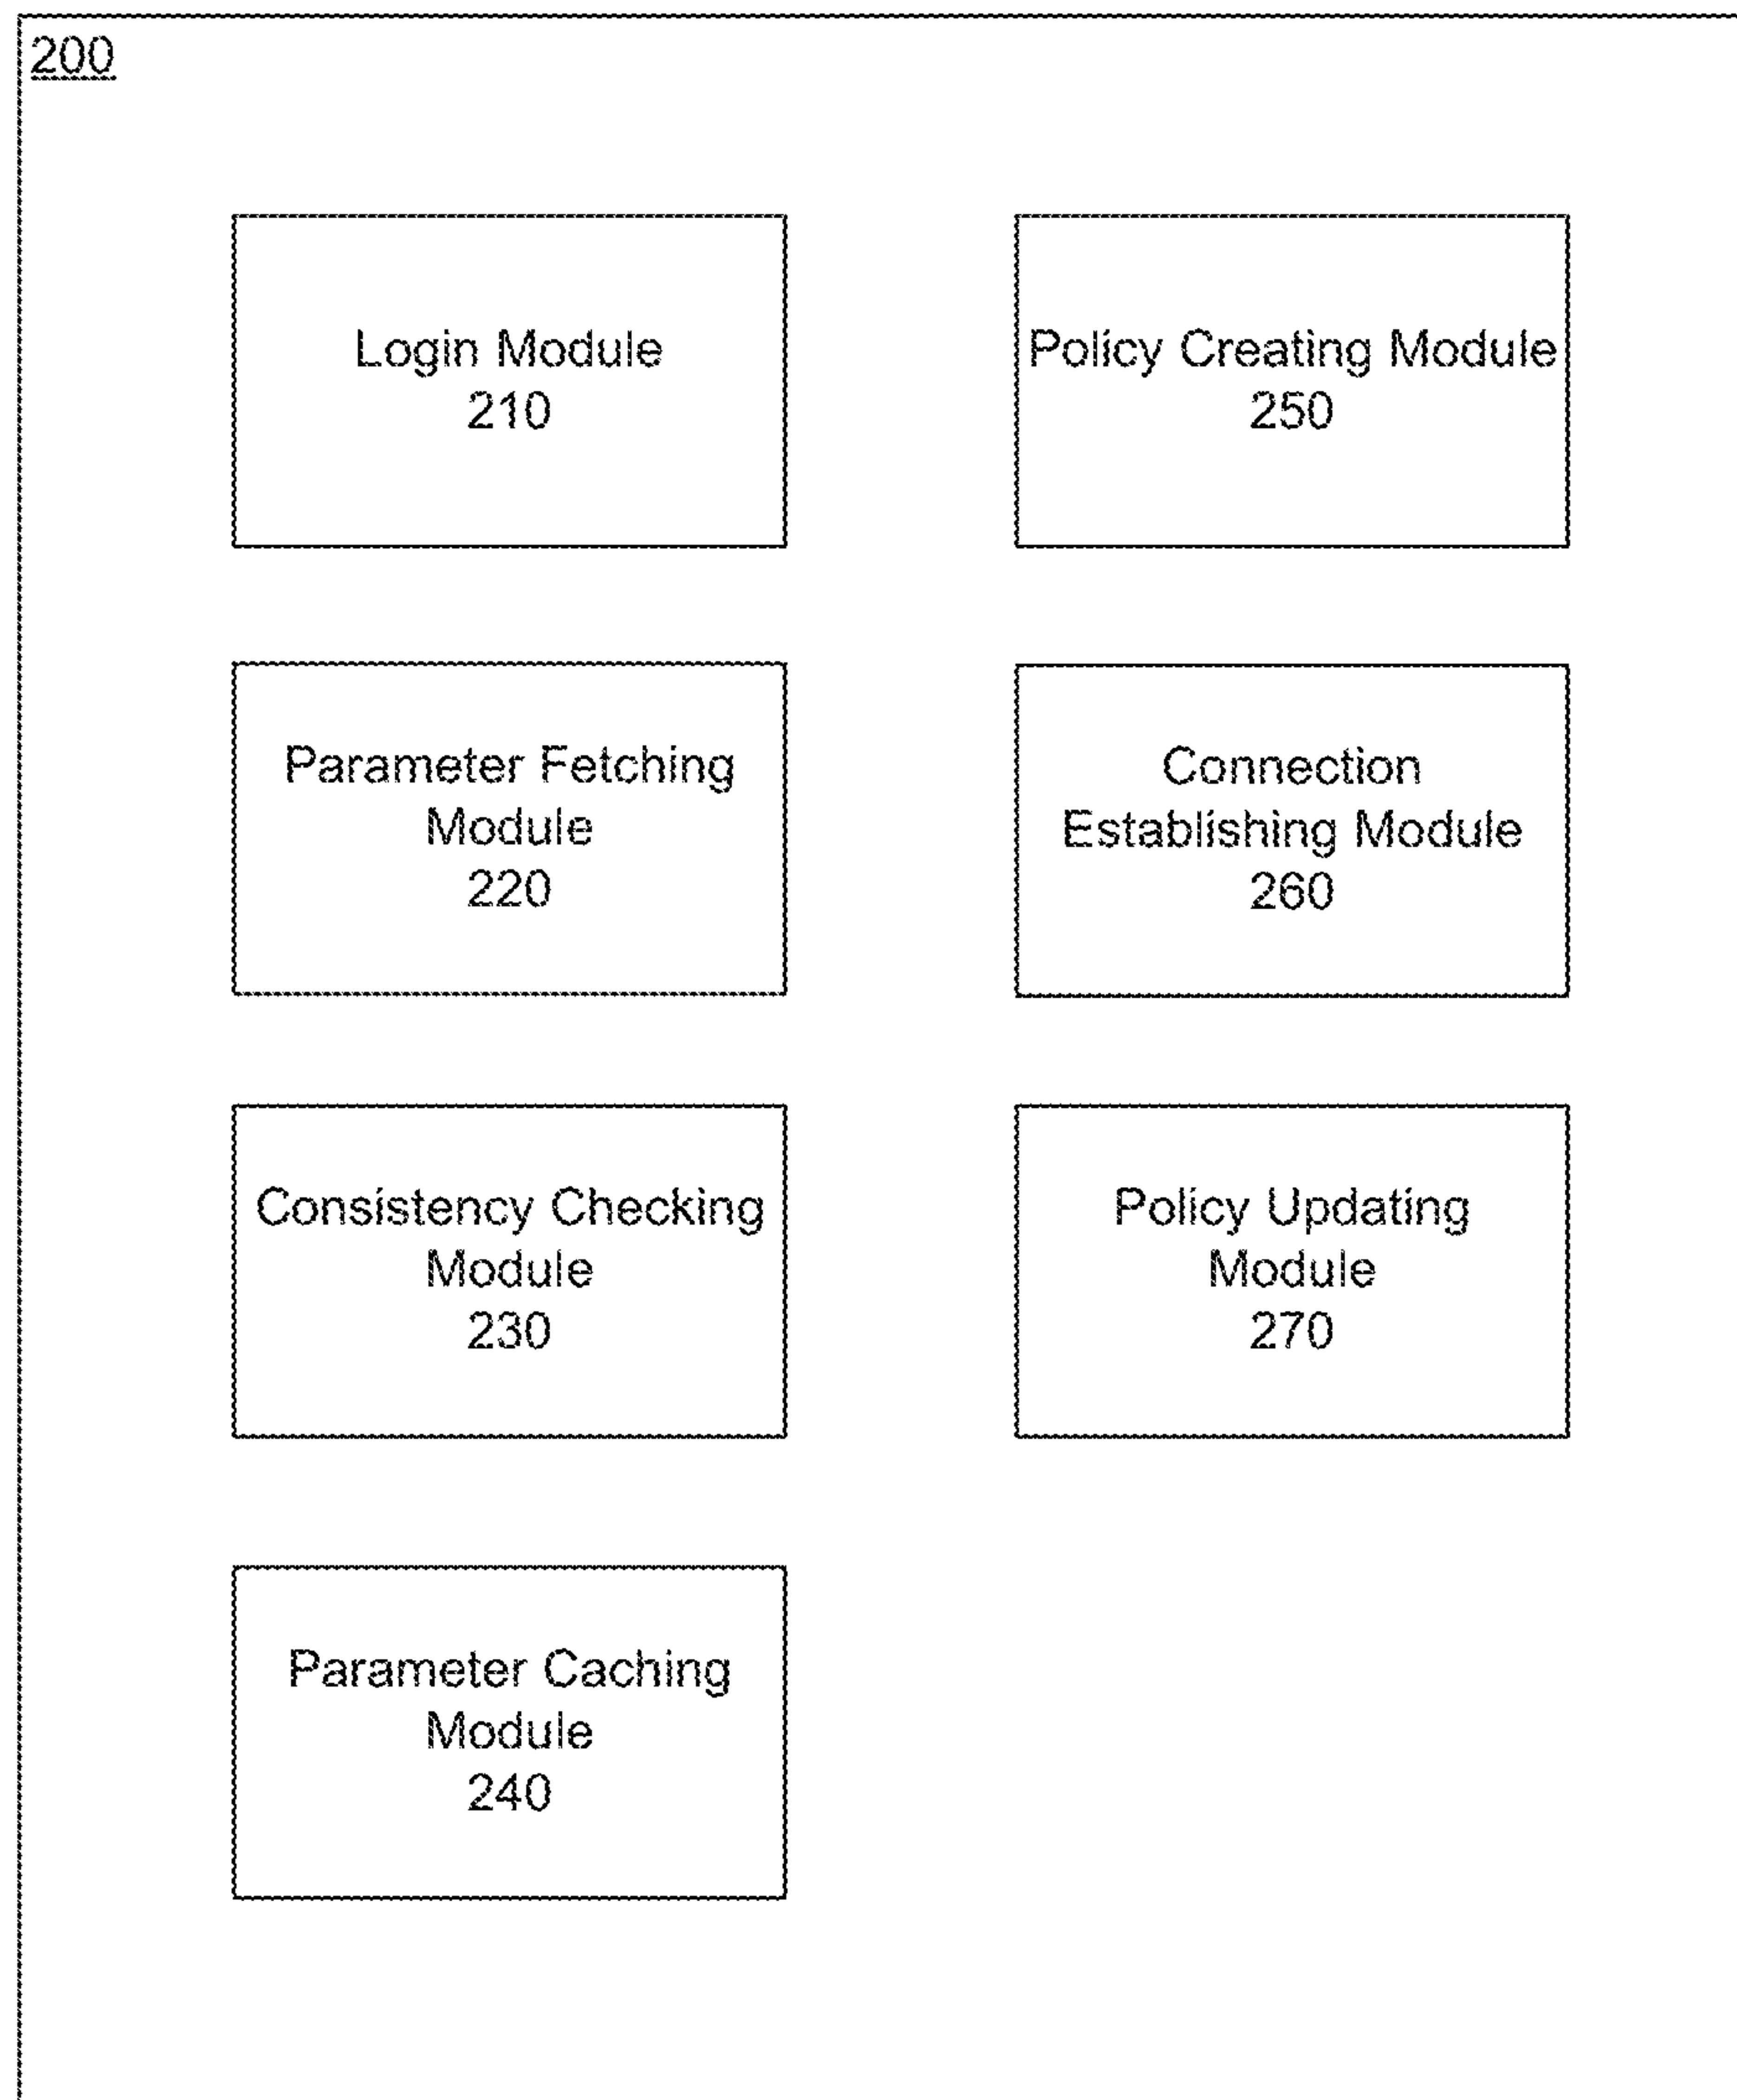 200
Login Module
210
Policy Creating Module
250
Parameter Fetching
Module
220
Connection
Establishing Module
260
Consistency Checking
Module
230
Policy Updating
Module
270
Parameter Caching
Module
240